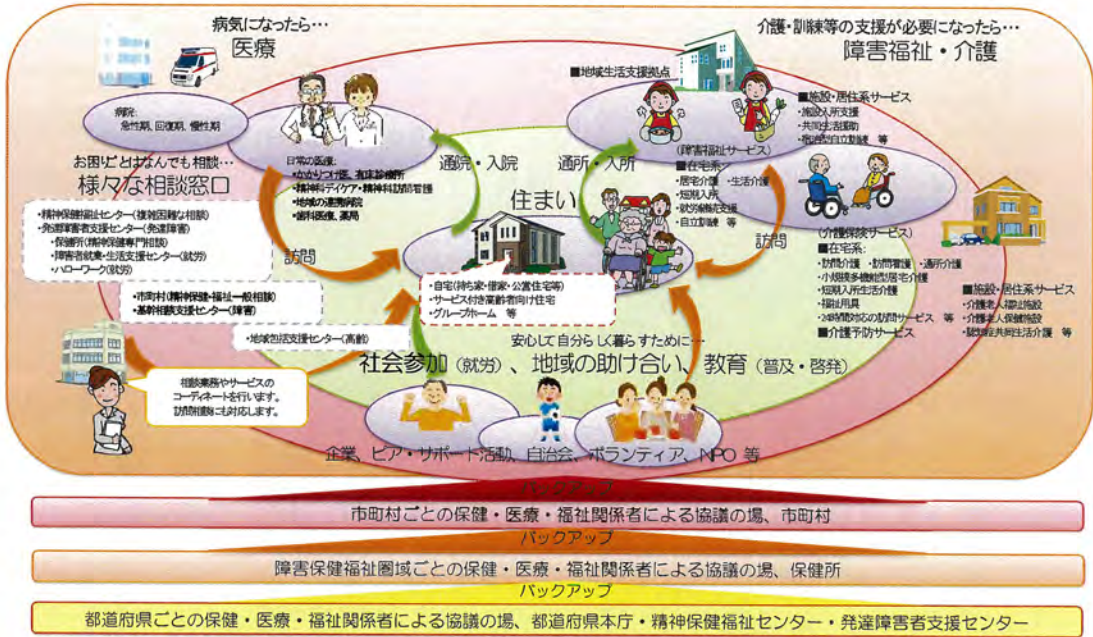 病気になったら…
医療
介護・訓練等の支援が必要になったら…
障害福祉・介護
病院:
急性期、回復期、慢性期
日常の医療:
・かかりつけ医、有床診療所
・精神科デイケア・精神科訪問看護
・地域の連携病院
・歯科医療、薬局
お困りごとはなんでも相談…
様々な相談窓口
・精神保健福祉センター(複雑困難な相談)
・発達障害者支援センター(発達障害)
・保健所(精神保健専門相談)
・障害者就業・生活支援センター(就労)
・ハローワーク(就労)
・市町村(精神保健・福祉一般相談)
・基幹相談支援センター(障害)
・地域包括支援センター(高齢)
相談業務やサービスの
コーディネートを行います。
訪問相談にも対応します。
訪問
通院・入院
通所・入所
訪問
住まい
・自宅(持ち家・借家・公営住宅等)
・サービス付き高齢者向け住宅
・グループホーム 等
■地域生活支援拠点
■施設・居住系サービス
・施設入所支援
・共同生活援助
・宿泊型自立訓練 等
(障害福祉サービス)
■在宅系:
・居宅介護 ・生活介護
・短期入所
・就労継続支援
・自立訓練 等
(介護保険サービス)
■在宅系:
・訪問介護 ・訪問看護 ・通所介護
・小規模多機能型居宅介護
・短期入所生活介護
・福祉用具
・24時間対応の訪問サービス 等
■介護予防サービス
■施設・居住系サービス
・介護老人福祉施設
・介護老人保健施設
・認知症共同生活介護 等
安心して自分らしく暮らすために…
社会参加(就労)、地域の助け合い、教育(普及・啓発)
企業、ピア・サポート活動、自治会、ボランティア、NPO 等
バックアップ
市町村ごとの保健・医療・福祉関係者による協議の場、市町村
バックアップ
障害保健福祉圏域ごとの保健・医療・福祉関係者による協議の場、保健所
バックアップ
都道府県ごとの保健・医療・福祉関係者による協議の場、都道府県本庁・精神保健福祉センター・発達障害者支援センター